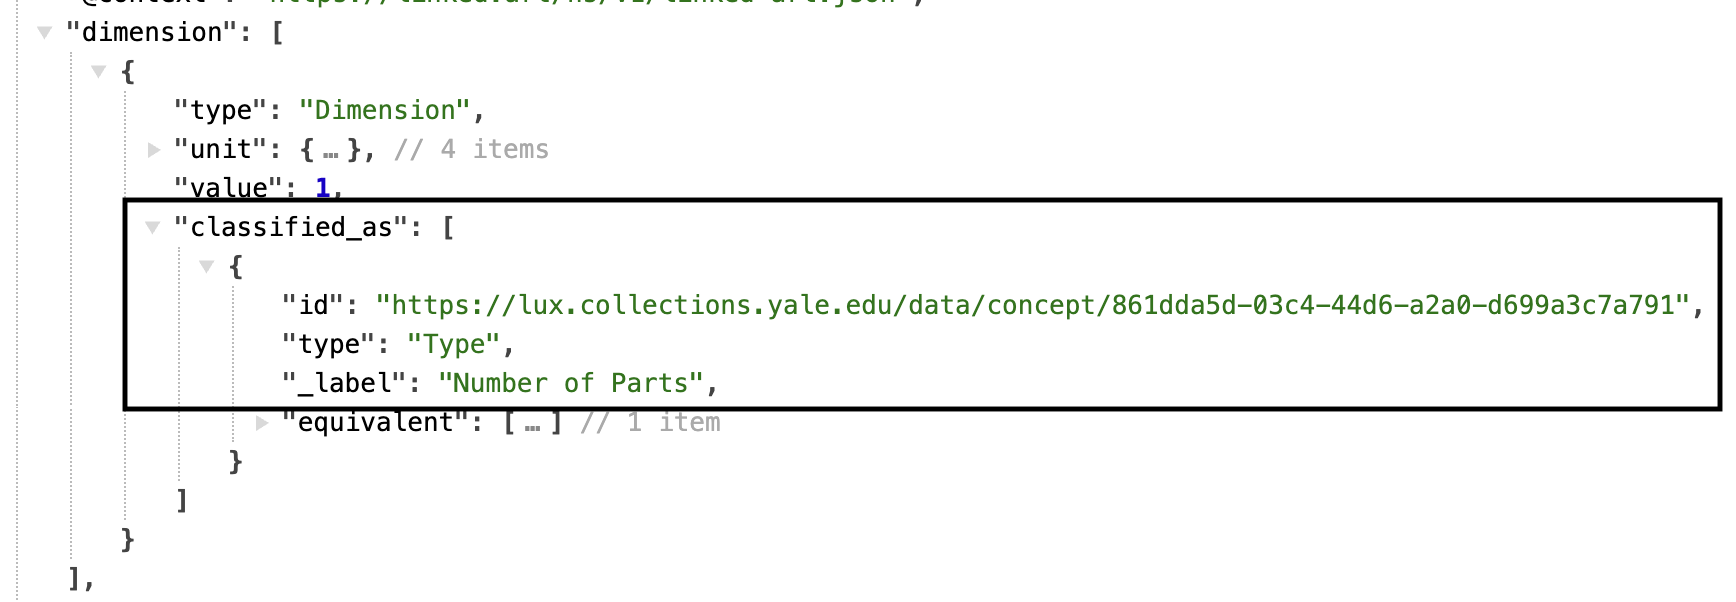 "@context": "https://linked.art/ns/v1/linked-art.json",
"dimension": [
{
"type": "Dimension",
"unit": {…}, // 4 items
"value": 1,
"classified_as": [
{
"id": "https://lux.collections.yale.edu/data/concept/861dda5d-03c4-44d6-a2a0-d699a3c7a791",
"type": "Type",
"_label": "Number of Parts",
"equivalent": […] // 1 item
}
]
}
],